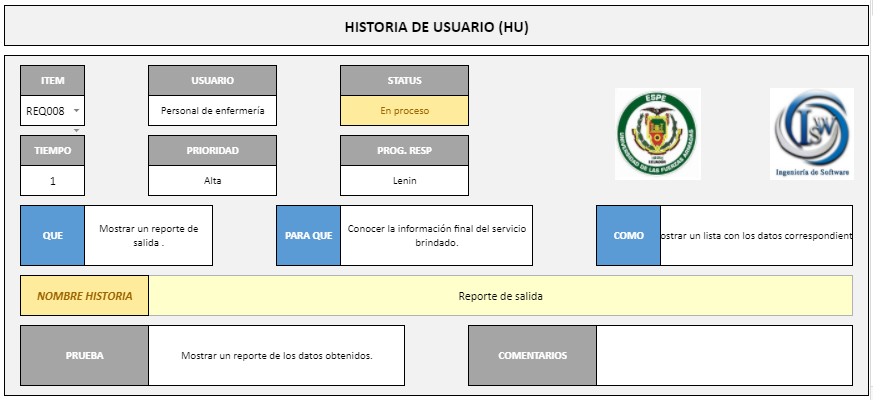 HISTORIA DE USUARIO (HU)
ITEM
USUARIO
STATUS
REQ008
Personal de enfermería
En proceso
TIEMPO
PRIORIDAD
PROG. RESP
1
Alta
Lenin
ESPE
UNIVERSIDAD DE LAS FUERZAS ARMADAS
ECUADOR
ISW
Ingeniería de Software
QUE
Mostrar un reporte de
salida .
PARA QUE
Conocer la información final del servicio
brindado.
COMO
ostrar un lista con los datos correspondient
NOMBRE HISTORIA
Reporte de salida
PRUEBA
Mostrar un reporte de los datos obtenidos.
COMENTARIOS